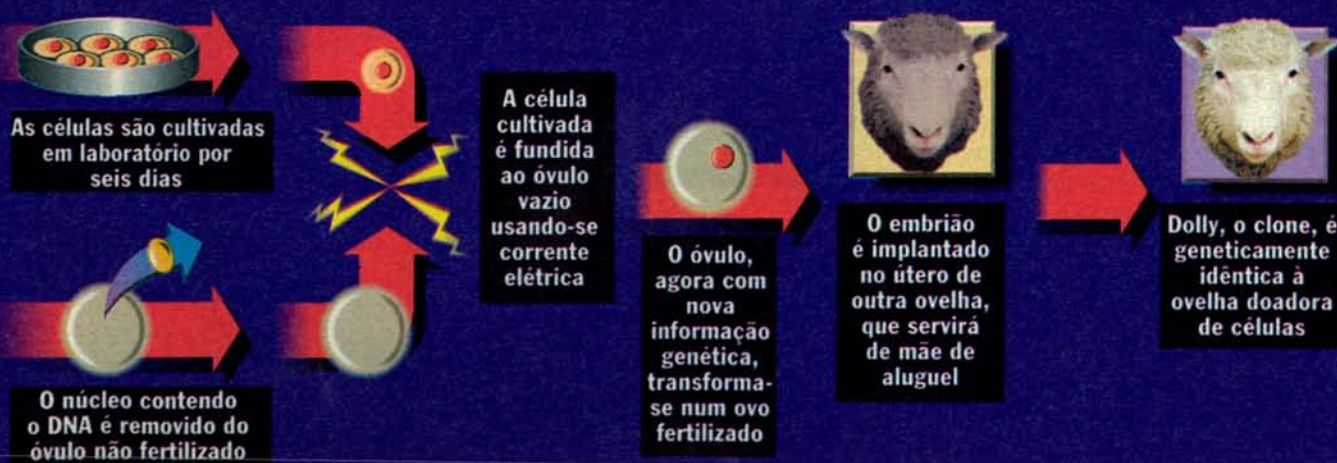 As células são cultivadas
em laboratório por
seis dias
O núcleo contendo
o DNA é removido do
óvulo não fertilizado
A célula
cultivada
é fundida
ao óvulo
vazio
usando-se
corrente
elétrica
O óvulo,
agora com
nova
informação
genética,
transforma-
se num ovo
fertilizado
O embrião
é implantado
no útero de
outra ovelha,
que servirá
de mãe de
aluguel
Dolly, o clone, é
geneticamente
idêntica à
ovelha doadora
de células